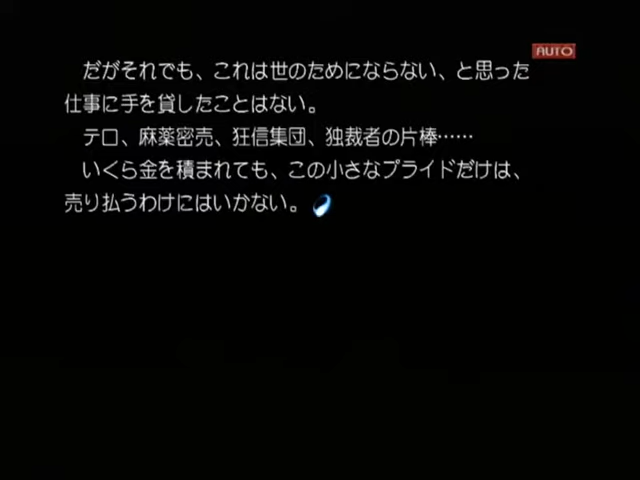 AUTO
だがそれでも、これは世のためにならない、と思った
仕事に手を貸したことはない。
テロ、麻薬密売、狂信集団、独裁者の片棒……
いくら金を積まれても、この小さなプライドだけは、
売り払うわけにはいかない。